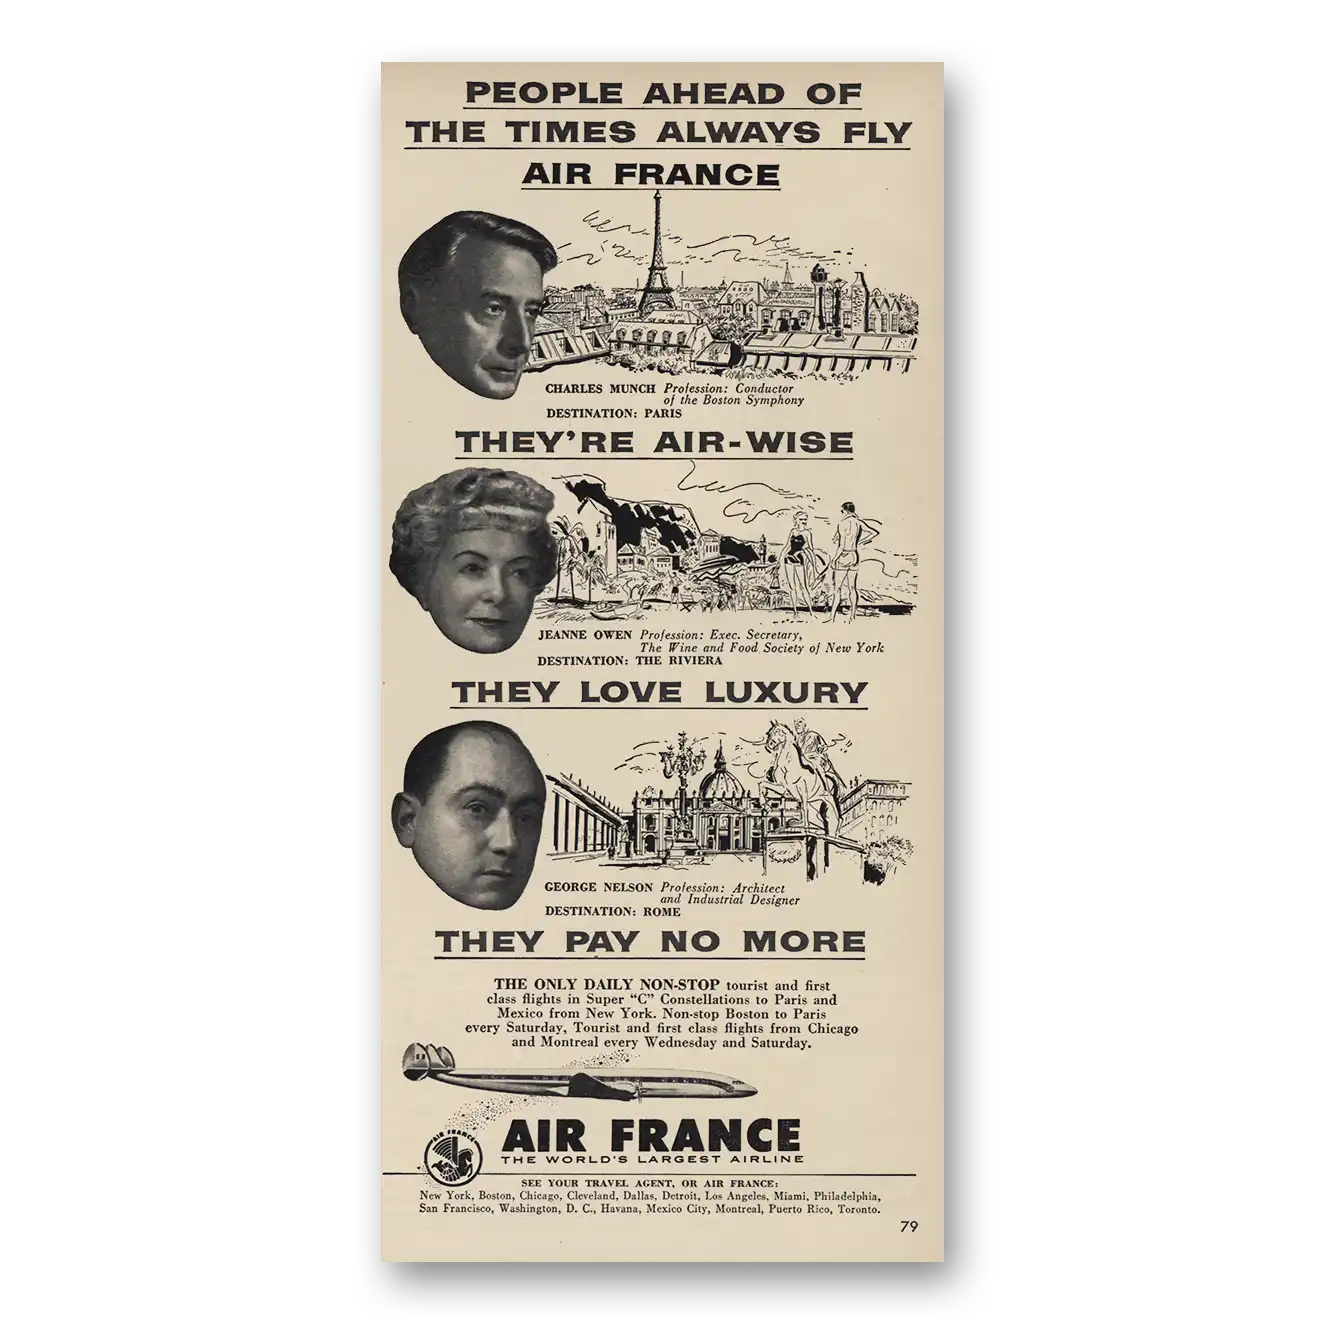 PEOPLE AHEAD OF
THE TIMES ALWAYS FLY
AIR FRANCE
CHARLES MUNCH Profession: Conductor
of the Boston Symphony
DESTINATION: PARIS
THEY'RE AIR-WISE
JEANNE OWEN Profession: Exec. Secretary,
The Wine and Food Society of New York
DESTINATION: THE RIVIERA
THEY LOVE LUXURY
GEORGE NELSON Profession: Architect
and Industrial Designer
DESTINATION: ROME
THEY PAY NO MORE
THE ONLY DAILY NON-STOP tourist and first
class flights in Super "C" Constellations to Paris and
Mexico from New York. Non-stop Boston to Paris
every Saturday, Tourist and first class flights from Chicago
and Montreal every Wednesday and Saturday.
AIR FRANCE
AIR FRANCE
THE WORLD'S LARGEST AIRLINE
SEE YOUR TRAVEL AGENT, OR AIR FRANCE:
New York, Boston, Chicago, Cleveland, Dallas, Detroit, Los Angeles, Miami, Philadelphia,
San Francisco, Washington, D. C., Havana, Mexico City, Montreal, Puerto Rico, Toronto.
79